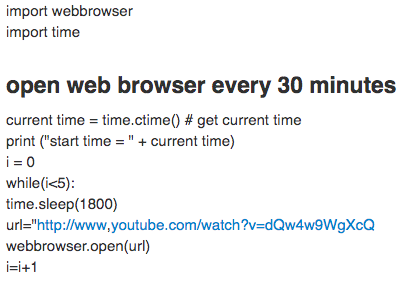 import webbrowser
import time
open web browser every 30 minutes
current time = time.ctime() # get current time
print ("start time = " + current time)
i = 0
while(i<5):
time.sleep(1800)
url="http://www,youtube.com/watch?v=dQw4w9WgXcQ
webbrowser.open(url)
i=i+1